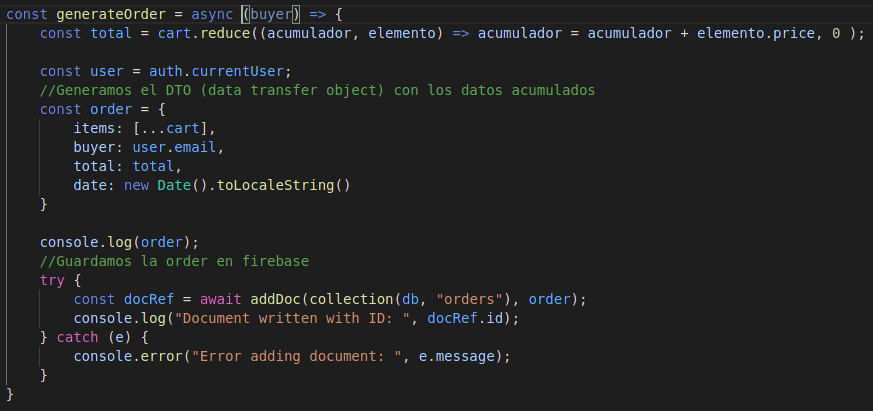 const generateOrder = async (buyer) => {
const total = cart.reduce((acumulador, elemento) => acumulador = acumulador + elemento.price, 0 );
const user = auth.currentUser;
//Generamos el DTO (data transfer object) con los datos acumulados
const order = {
items: [...cart],
buyer: user.email,
total: total,
date: new Date().toLocaleString()
}
console.log(order);
//Guardamos la order en firebase
try {
const docRef = await addDoc(collection(db, "orders"), order);
console.log("Document written with ID: ", docRef.id);
} catch (e) {
console.error("Error adding document: ", e.message);
}
}